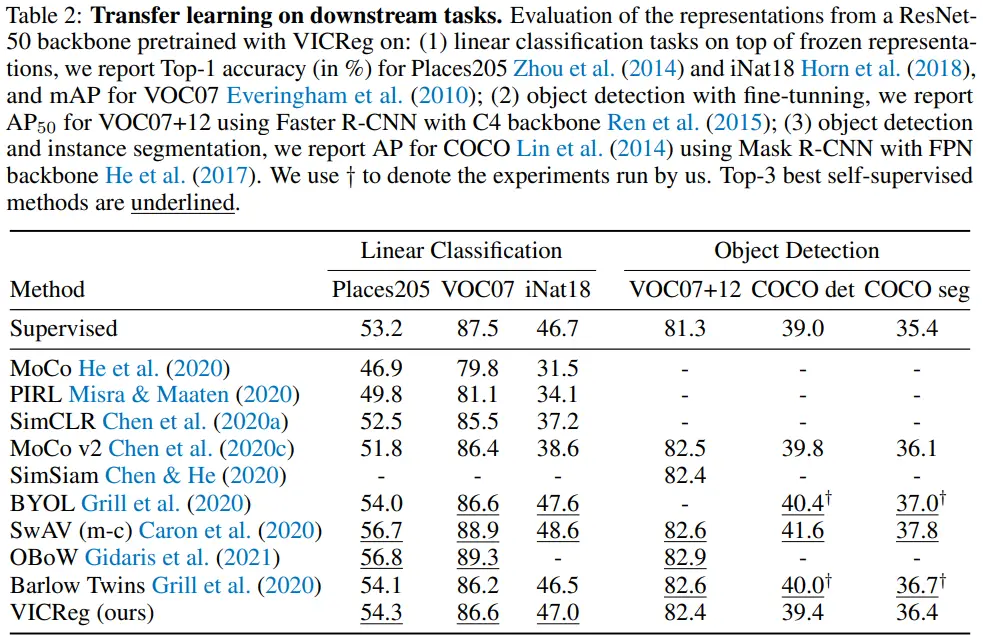 Table 2: Transfer learning on downstream tasks. Evaluation of the representations from a ResNet-
50 backbone pretrained with VICReg on: (1) linear classification tasks on top of frozen representa-
tions, we report Top-1 accuracy (in %) for Places205 Zhou et al. (2014) and iNat18 Horn et al. (2018),
and mAP for VOC07 Everingham et al. (2010); (2) object detection with fine-tunning, we report
AP50 for VOC07+12 using Faster R-CNN with C4 backbone Ren et al. (2015); (3) object detection
and instance segmentation, we report AP for COCO Lin et al. (2014) using Mask R-CNN with FPN
backbone He et al. (2017). We use † to denote the experiments run by us. Top-3 best self-supervised
methods are underlined.
Linear Classification Object Detection
Method Places205 VOC07 iNat18 VOC07+12 COCO det COCO seg
Supervised 53.2 87.5 46.7 81.3 39.0 35.4
MoCo He et al. (2020) 46.9 79.8 31.5 - - -
PIRL Misra & Maaten (2020) 49.8 81.1 34.1 - - -
SimCLR Chen et al. (2020a) 52.5 85.5 37.2 - - -
MoCo v2 Chen et al. (2020c) 51.8 86.4 38.6 82.5 39.8 36.1
SimSiam Chen & He (2020) - - - 82.4 - -
BYOL Grill et al. (2020) 54.0 86.6 47.6 - 40.4† 37.0†
SwAV (m-c) Caron et al. (2020) 56.7 88.9 48.6 82.6 41.6 37.8
OBoW Gidaris et al. (2021) 56.8 89.3 - 82.9 - -
Barlow Twins Grill et al. (2020) 54.1 86.2 46.5 82.6 40.0† 36.7†
VICReg (ours) 54.3 86.6 47.0 82.4 39.4 36.4